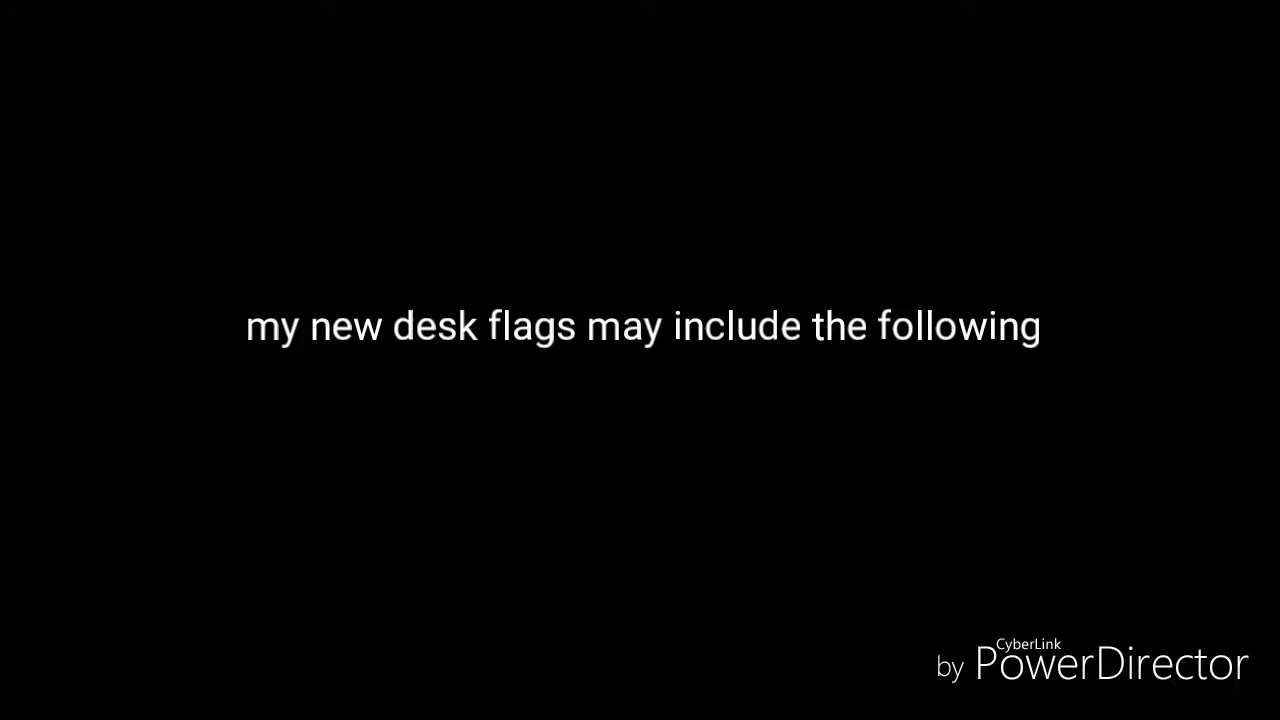 my new desk flags may include the following
CyberLink
by PowerDirector